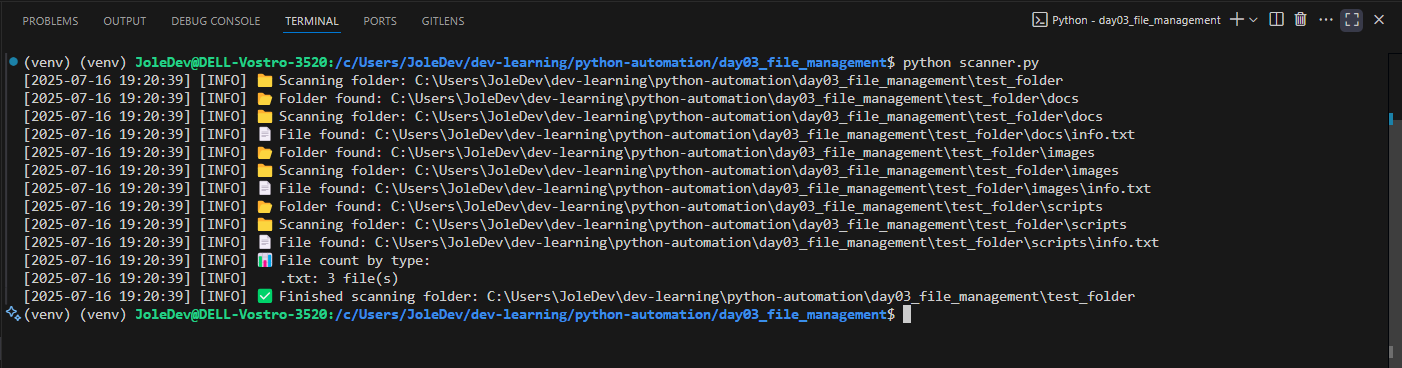 PROBLEMS OUTPUT DEBUG CONSOLE TERMINAL PORTS GITLENS Python - day03_file_management
(venv) (venv) JoleDev@DELL-Vostro-3520:/c/Users/JoleDev/dev-learning/python-automation/day03_file_management$ python scanner.py
[2025-07-16 19:20:39] [INFO] 📁 Scanning folder: C:\Users\JoleDev\dev-learning\python-automation\day03_file_management\test_folder
[2025-07-16 19:20:39] [INFO] 📂 Folder found: C:\Users\JoleDev\dev-learning\python-automation\day03_file_management\test_folder\docs
[2025-07-16 19:20:39] [INFO] 📁 Scanning folder: C:\Users\JoleDev\dev-learning\python-automation\day03_file_management\test_folder\docs
[2025-07-16 19:20:39] [INFO] 📄 File found: C:\Users\JoleDev\dev-learning\python-automation\day03_file_management\test_folder\docs\info.txt
[2025-07-16 19:20:39] [INFO] 📂 Folder found: C:\Users\JoleDev\dev-learning\python-automation\day03_file_management\test_folder\images
[2025-07-16 19:20:39] [INFO] 📁 Scanning folder: C:\Users\JoleDev\dev-learning\python-automation\day03_file_management\test_folder\images
[2025-07-16 19:20:39] [INFO] 📄 File found: C:\Users\JoleDev\dev-learning\python-automation\day03_file_management\test_folder\images\info.txt
[2025-07-16 19:20:39] [INFO] 📂 Folder found: C:\Users\JoleDev\dev-learning\python-automation\day03_file_management\test_folder\scripts
[2025-07-16 19:20:39] [INFO] 📁 Scanning folder: C:\Users\JoleDev\dev-learning\python-automation\day03_file_management\test_folder\scripts
[2025-07-16 19:20:39] [INFO] 📄 File found: C:\Users\JoleDev\dev-learning\python-automation\day03_file_management\test_folder\scripts\info.txt
[2025-07-16 19:20:39] [INFO] 📊 File count by type:
[2025-07-16 19:20:39] [INFO]    .txt: 3 file(s)
[2025-07-16 19:20:39] [INFO] ✅ Finished scanning folder: C:\Users\JoleDev\dev-learning\python-automation\day03_file_management\test_folder
(venv) (venv) JoleDev@DELL-Vostro-3520:/c/Users/JoleDev/dev-learning/python-automation/day03_file_management$